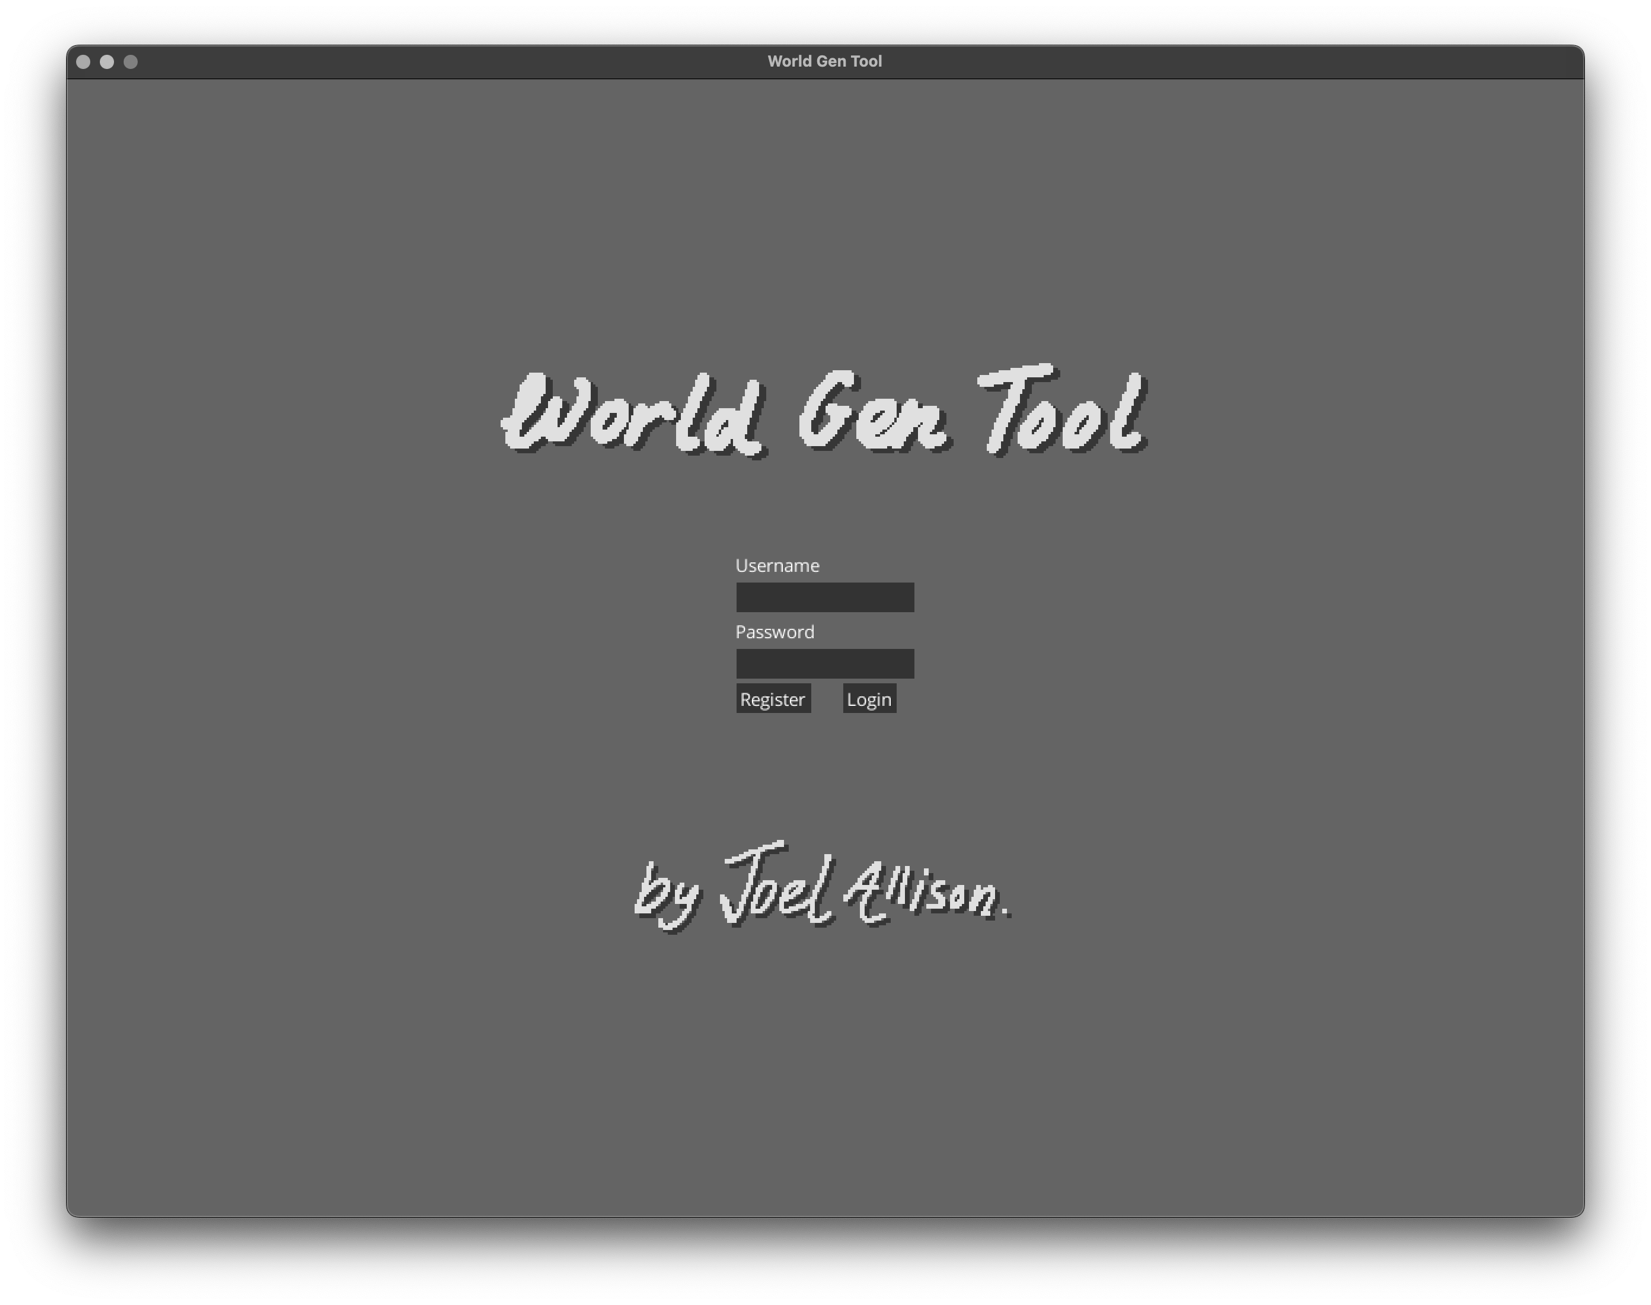 World Gen Tool
World Gen Tool
Username
Password
Register Login
by Joel Allison.